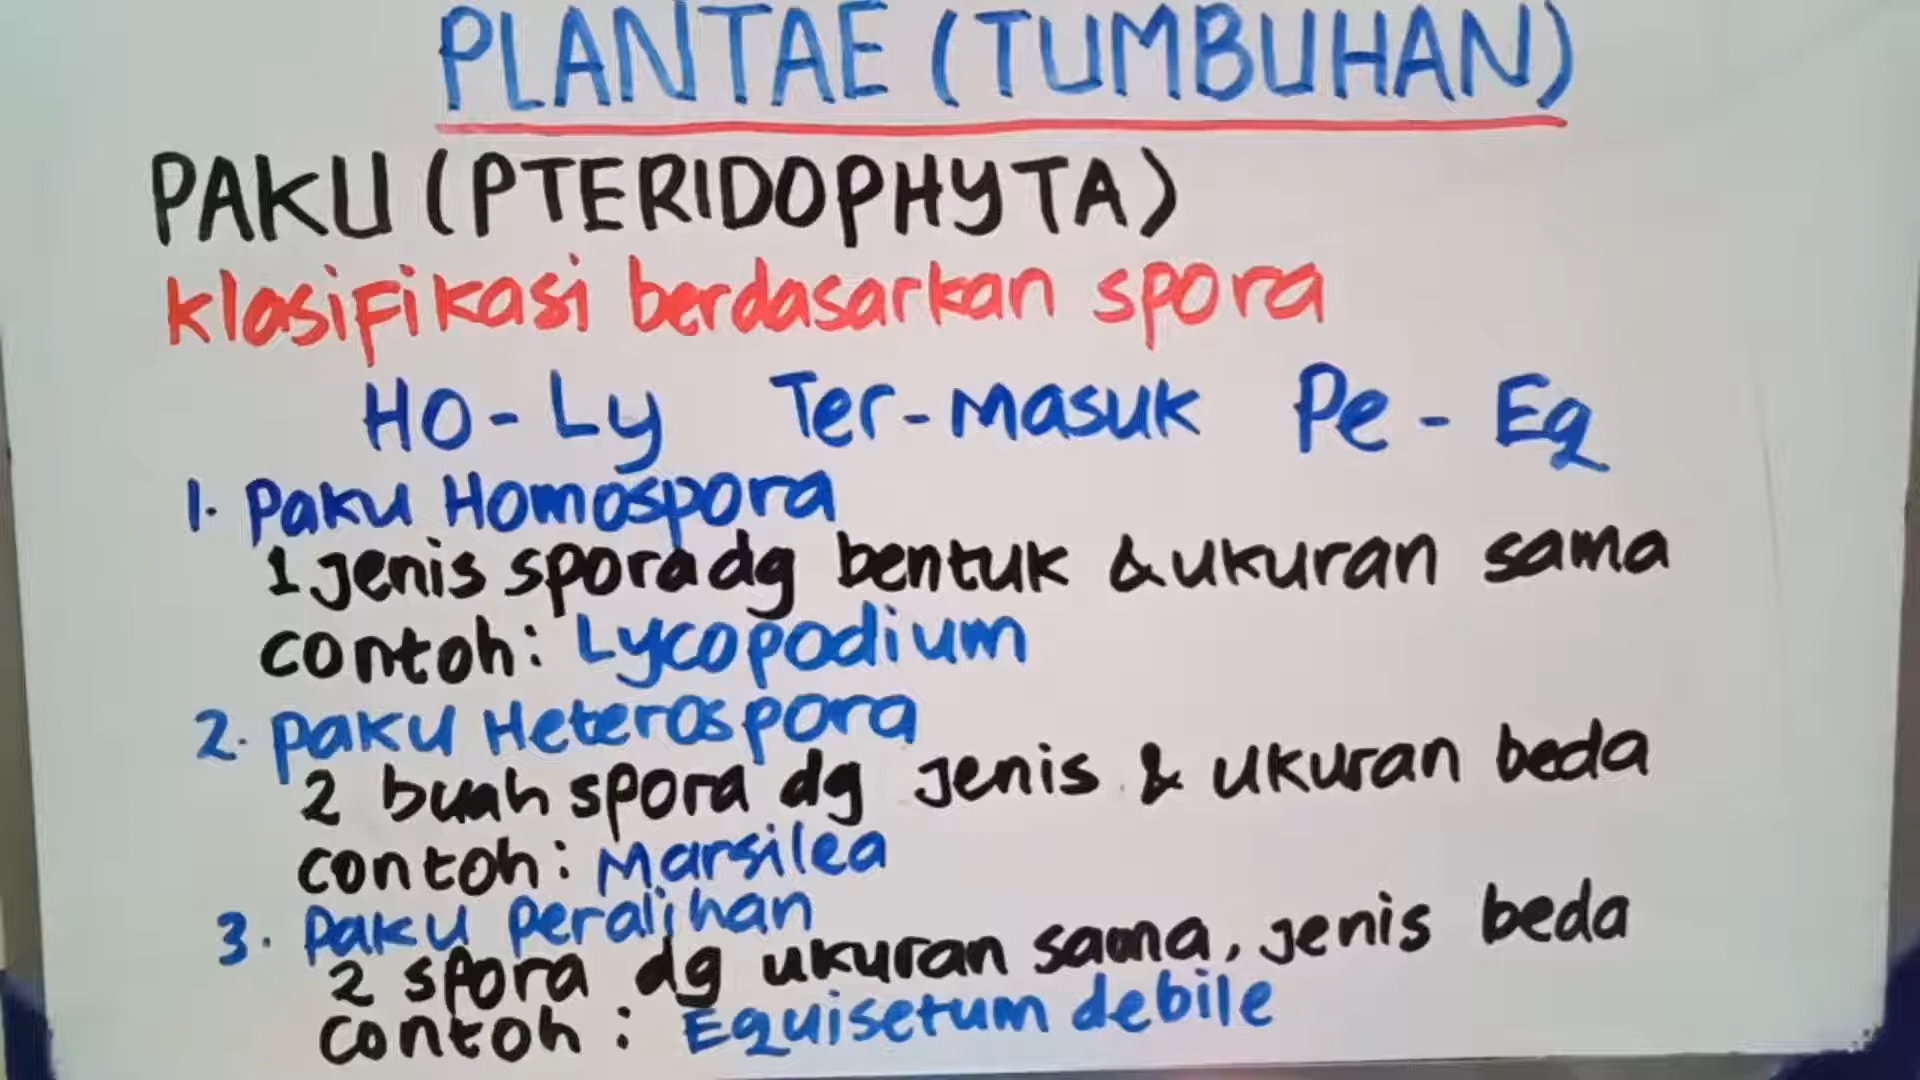 PLANTAE (TUMBUHAN)
PAKU (PTERIDOPHYTA)
Klasifikasi berdasarkan spora
HO-Ly Ter-masuk Pe-Eq
1. Paku Homospora
1 jenis spora dg bentuk & ukuran sama
contoh: Lycopodium
2. Paku Heterospora
2 buah spora dg jenis & ukuran beda
contoh: Marsilea
3. Paku Peralihan
2 spora dg ukuran sama, jenis beda
contoh: Equisetum debile